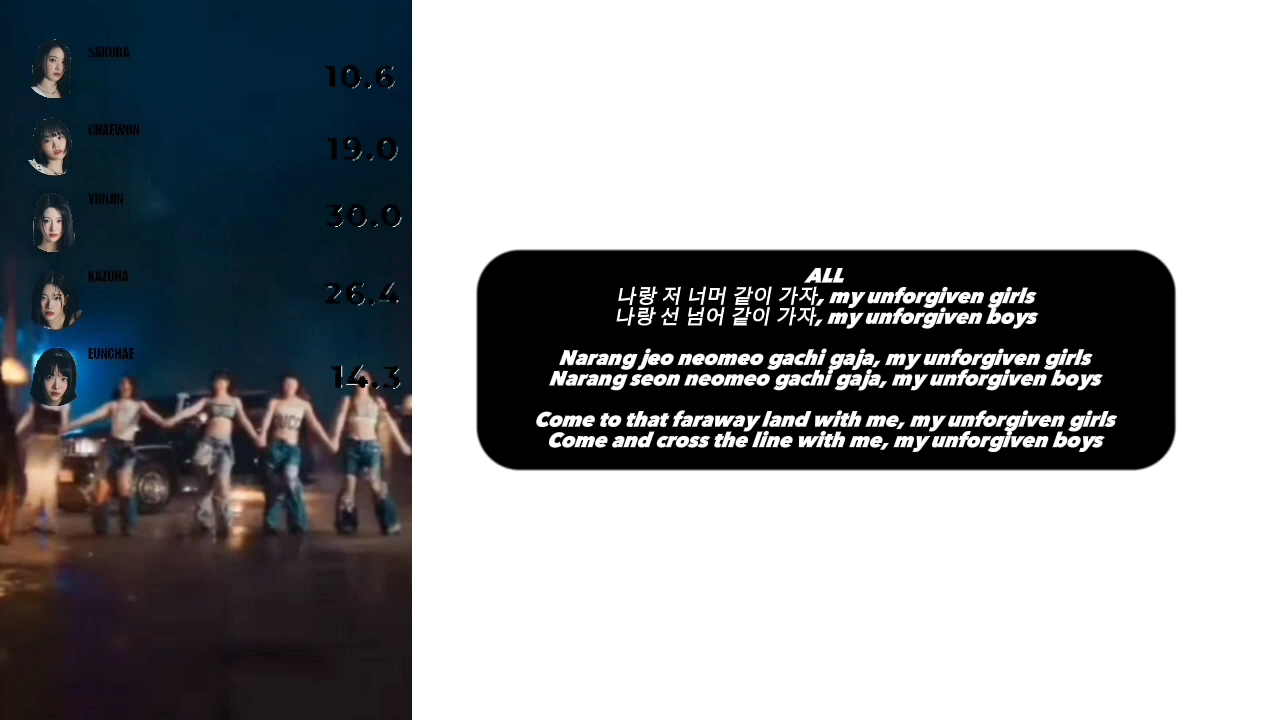 SAKURA
10.6
CHAEWON
19.0
YUNJIN
30.0
KAZUHA
26.4
EUNCHAE
14.3
ALL
나랑 저 너머 같이 가자, my unforgiven girls
나랑 선 넘어 같이 가자, my unforgiven boys
Narang jeo neomeo gachi gaja, my unforgiven girls
Narang seon neomeo gachi gaja, my unforgiven boys
Come to that faraway land with me, my unforgiven girls
Come and cross the line with me, my unforgiven boys